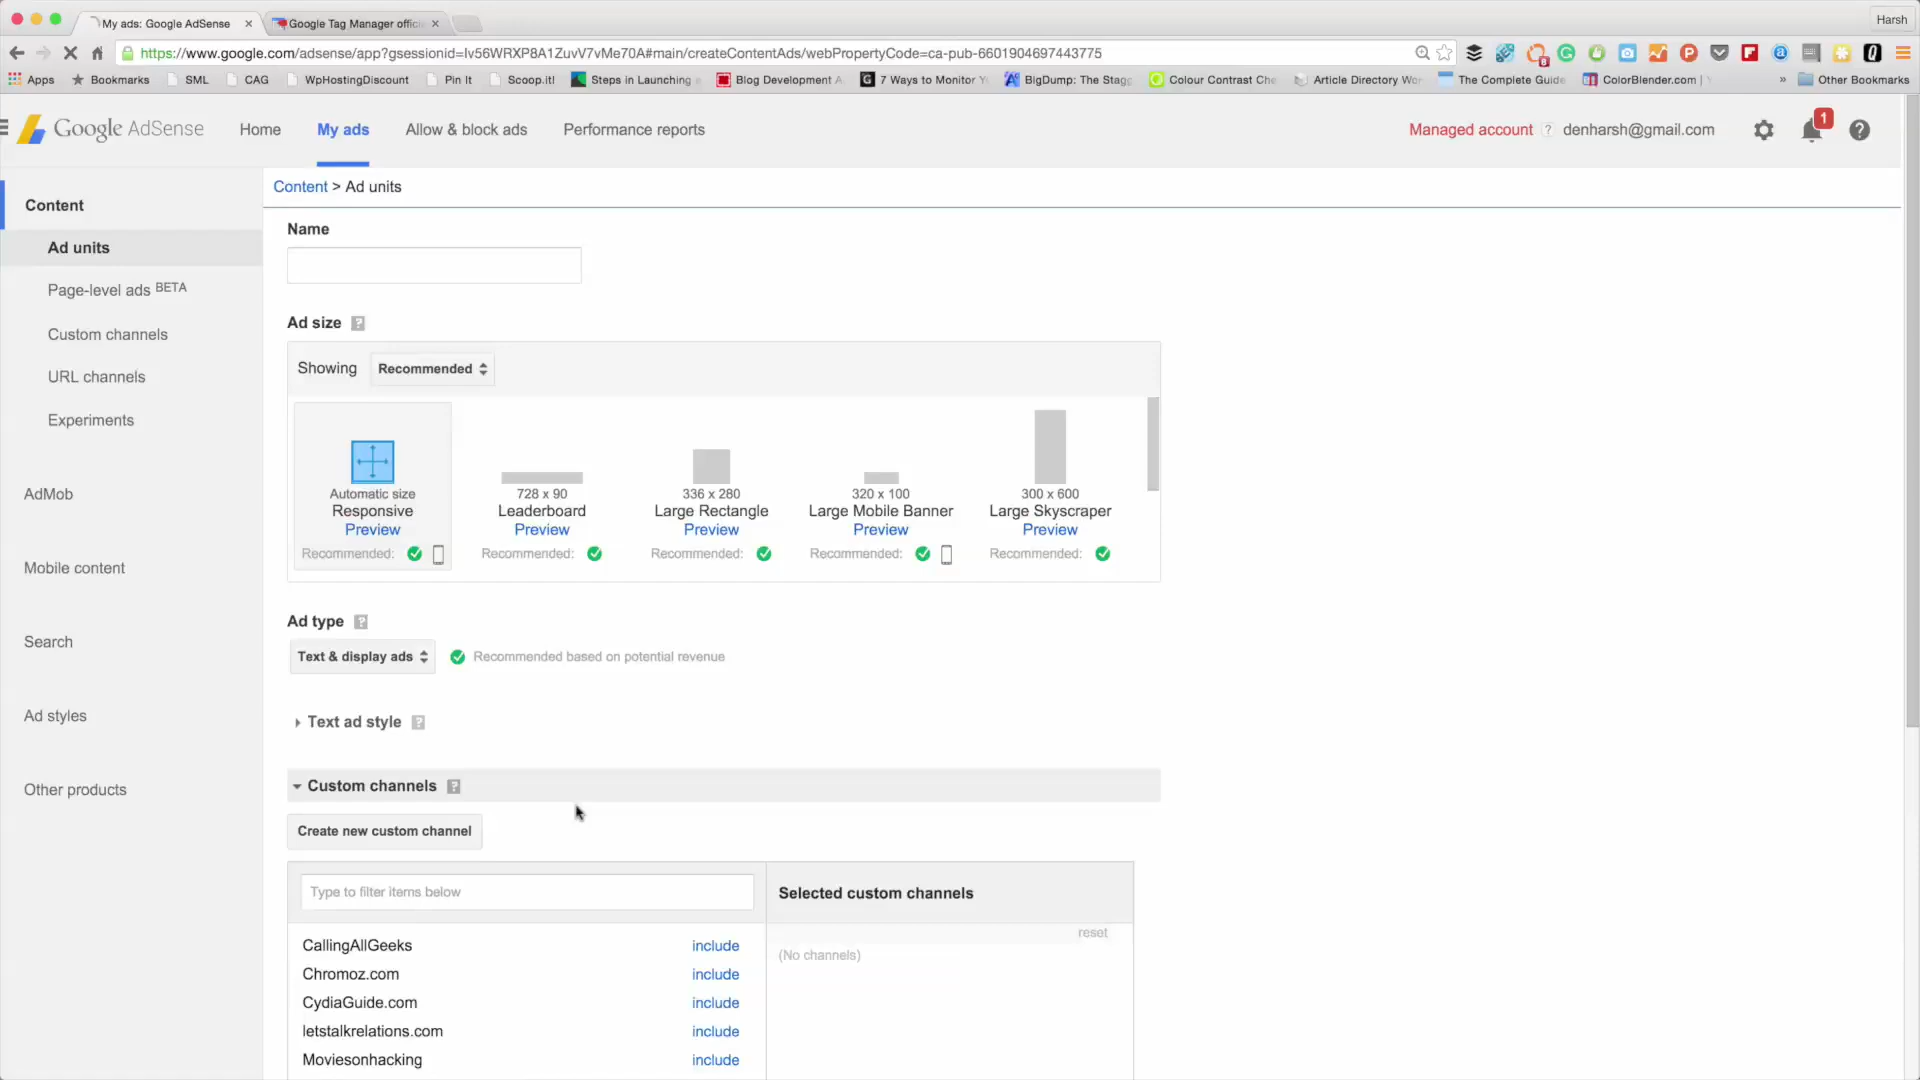 My ads: Google AdSense
Google Tag Manager offici
Harsh
https://www.google.com/adsense/app?gsessionid=Iv56WRXP8A1ZuvV7vMe70A#main/createContentAds/webPropertyCode=ca-pub-6601904697443775
Apps
Bookmarks
SML
CAG
WpHostingDiscount
Pin It
Scoop.it!
Steps in Launching
Blog Development A
7 Ways to Monitor Y
BigDump: The Stagg
Colour Contrast Che
Article Directory Wor
The Complete Guide
ColorBlender.com |
»
Other Bookmarks
Google AdSense
Home
My ads
Allow & block ads
Performance reports
Managed account ?
denharsh@gmail.com
1
?
Content
Ad units
Page-level ads BETA
Custom channels
URL channels
Experiments
AdMob
Mobile content
Search
Ad styles
Other products
Content > Ad units
Name
Ad size ?
Showing Recommended
Automatic size
Responsive
Preview
Recommended:
728 x 90
Leaderboard
Preview
Recommended:
336 x 280
Large Rectangle
Preview
Recommended:
320 x 100
Large Mobile Banner
Preview
Recommended:
300 x 600
Large Skyscraper
Preview
Recommended:
Ad type ?
Text & display ads
Recommended based on potential revenue
Text ad style ?
Custom channels ?
Create new custom channel
Type to filter items below
Selected custom channels
reset
(No channels)
CallingAllGeeks include
Chromoz.com include
CydiaGuide.com include
letstalkrelations.com include
Moviesonhacking include